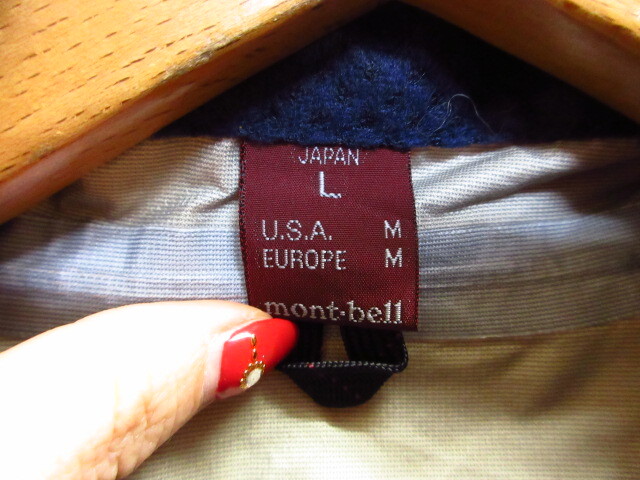 JAPAN
L
U.S.A. M
EUROPE M
mont-bell